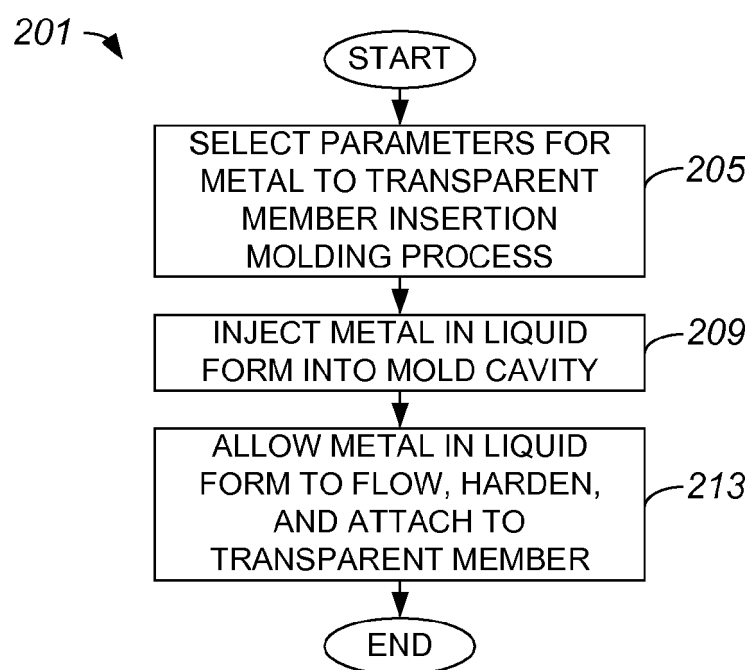 201
START
SELECT PARAMETERS FOR
METAL TO TRANSPARENT
MEMBER INSERTION
MOLDING PROCESS
205
INJECT METAL IN LIQUID
FORM INTO MOLD CAVITY
209
ALLOW METAL IN LIQUID
FORM TO FLOW, HARDEN,
AND ATTACH TO
TRANSPARENT MEMBER
213
END